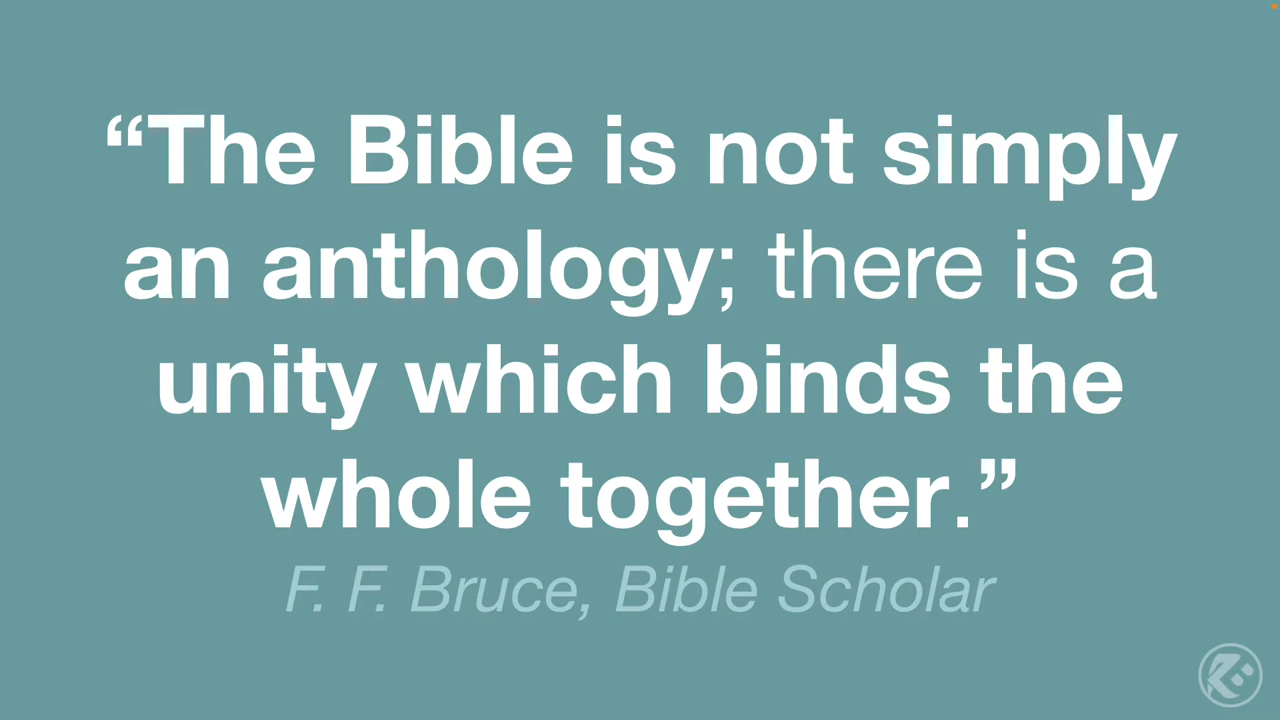 “The Bible is not simply
an anthology; there is a
unity which binds the
whole together.”
F. F. Bruce, Bible Scholar